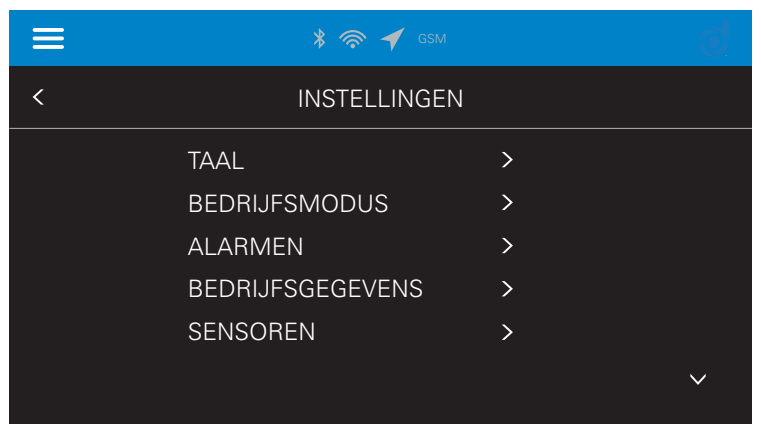 GSM
INSTELLINGEN
TAAL
BEDRIJFSMODUS
ALARMEN
BEDRIJFSGEGEVENS
SENSOREN